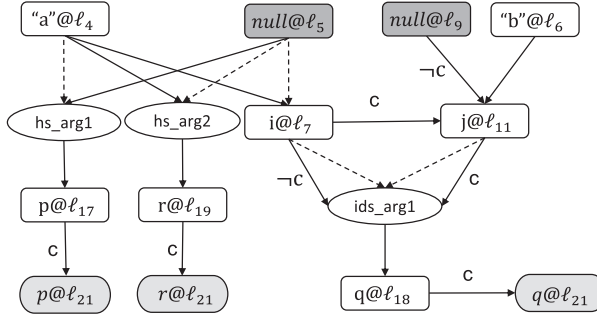 “a”@ℓ₄ null@ℓ₅ null@ℓ₉ “b”@ℓ₆
¬c
hs_arg1 hs_arg2 i@ℓ₇ c j@ℓ₁₁
¬c c
p@ℓ₁₇ r@ℓ₁₉ ids_arg1
c c
p@ℓ₂₁ r@ℓ₂₁ q@ℓ₁₈ c q@ℓ₂₁